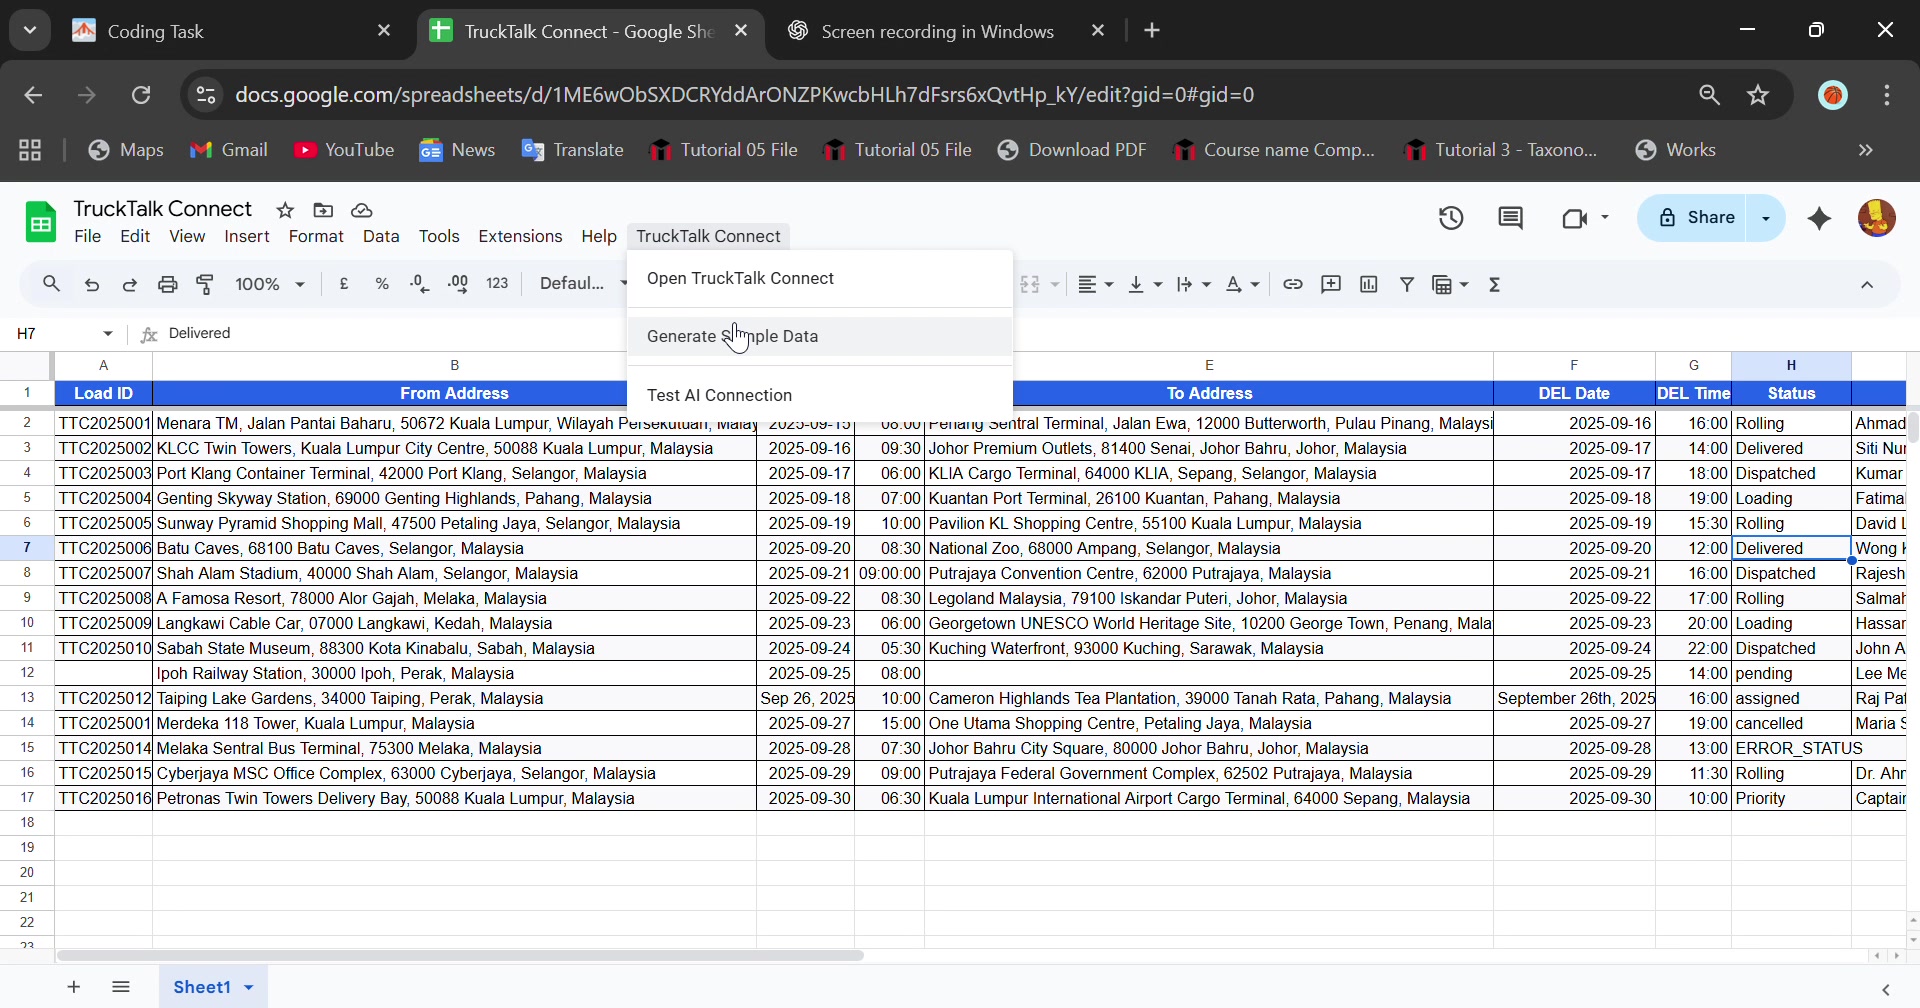 Coding Task
TruckTalk Connect - Google She
Screen recording in Windows
docs.google.com/spreadsheets/d/1ME6wObSXDCRYddArONZPKwcbHLh7dFsrs6xQvtHp_kY/edit?gid=0#gid=0
Maps Gmail YouTube News Translate Tutorial 05 File Tutorial 05 File Download PDF Course name Comp... Tutorial 3 - Taxono... Works
TruckTalk Connect
Share
File Edit View Insert Format Data Tools Extensions Help TruckTalk Connect
100% £ % .0 .00 123 Defaul...
Open TruckTalk Connect
Generate Sample Data
Test AI Connection
H7 fx Delivered
A B E F G H
1 Load ID From Address To Address DEL Date DEL Time Status
2 TTC2025001 Menara TM, Jalan Pantai Baharu, 50672 Kuala Lumpur, Wilayah Persekutuan, Malay 2025-09-15 08:00 Penang Sentral Terminal, Jalan Ewa, 12000 Butterworth, Pulau Pinang, Malaysi 2025-09-16 16:00 Rolling Ahmad
3 TTC2025002 KLCC Twin Towers, Kuala Lumpur City Centre, 50088 Kuala Lumpur, Malaysia 2025-09-16 09:30 Johor Premium Outlets, 81400 Senai, Johor Bahru, Johor, Malaysia 2025-09-17 14:00 Delivered Siti Nur
4 TTC2025003 Port Klang Container Terminal, 42000 Port Klang, Selangor, Malaysia 2025-09-17 06:00 KLIA Cargo Terminal, 64000 KLIA, Sepang, Selangor, Malaysia 2025-09-17 18:00 Dispatched Kumar
5 TTC2025004 Genting Skyway Station, 69000 Genting Highlands, Pahang, Malaysia 2025-09-18 07:00 Kuantan Port Terminal, 26100 Kuantan, Pahang, Malaysia 2025-09-18 19:00 Loading Fatima
6 TTC2025005 Sunway Pyramid Shopping Mall, 47500 Petaling Jaya, Selangor, Malaysia 2025-09-19 10:00 Pavilion KL Shopping Centre, 55100 Kuala Lumpur, Malaysia 2025-09-19 15:30 Rolling David L
7 TTC2025006 Batu Caves, 68100 Batu Caves, Selangor, Malaysia 2025-09-20 08:30 National Zoo, 68000 Ampang, Selangor, Malaysia 2025-09-20 12:00 Delivered Wong K
8 TTC2025007 Shah Alam Stadium, 40000 Shah Alam, Selangor, Malaysia 2025-09-21 09:00:00 Putrajaya Convention Centre, 62000 Putrajaya, Malaysia 2025-09-21 16:00 Dispatched Rajesh
9 TTC2025008 A Famosa Resort, 78000 Alor Gajah, Melaka, Malaysia 2025-09-22 08:30 Legoland Malaysia, 79100 Iskandar Puteri, Johor, Malaysia 2025-09-22 17:00 Rolling Salmah
10 TTC2025009 Langkawi Cable Car, 07000 Langkawi, Kedah, Malaysia 2025-09-23 06:00 Georgetown UNESCO World Heritage Site, 10200 George Town, Penang, Mala 2025-09-23 20:00 Loading Hassar
11 TTC2025010 Sabah State Museum, 88300 Kota Kinabalu, Sabah, Malaysia 2025-09-24 05:30 Kuching Waterfront, 93000 Kuching, Sarawak, Malaysia 2025-09-24 22:00 Dispatched John A
12 Ipoh Railway Station, 30000 Ipoh, Perak, Malaysia 2025-09-25 08:00 2025-09-25 14:00 pending Lee Me
13 TTC2025012 Taiping Lake Gardens, 34000 Taiping, Perak, Malaysia Sep 26, 2025 10:00 Cameron Highlands Tea Plantation, 39000 Tanah Rata, Pahang, Malaysia September 26th, 2025 16:00 assigned Raj Pat
14 TTC2025001 Merdeka 118 Tower, Kuala Lumpur, Malaysia 2025-09-27 15:00 One Utama Shopping Centre, Petaling Jaya, Malaysia 2025-09-27 19:00 cancelled Maria S
15 TTC2025014 Melaka Sentral Bus Terminal, 75300 Melaka, Malaysia 2025-09-28 07:30 Johor Bahru City Square, 80000 Johor Bahru, Johor, Malaysia 2025-09-28 13:00 ERROR_STATUS
16 TTC2025015 Cyberjaya MSC Office Complex, 63000 Cyberjaya, Selangor, Malaysia 2025-09-29 09:00 Putrajaya Federal Government Complex, 62502 Putrajaya, Malaysia 2025-09-29 11:30 Rolling Dr. Ahr
17 TTC2025016 Petronas Twin Towers Delivery Bay, 50088 Kuala Lumpur, Malaysia 2025-09-30 06:30 Kuala Lumpur International Airport Cargo Terminal, 64000 Sepang, Malaysia 2025-09-30 10:00 Priority Captair
18
19
20
21
22
23
Sheet1